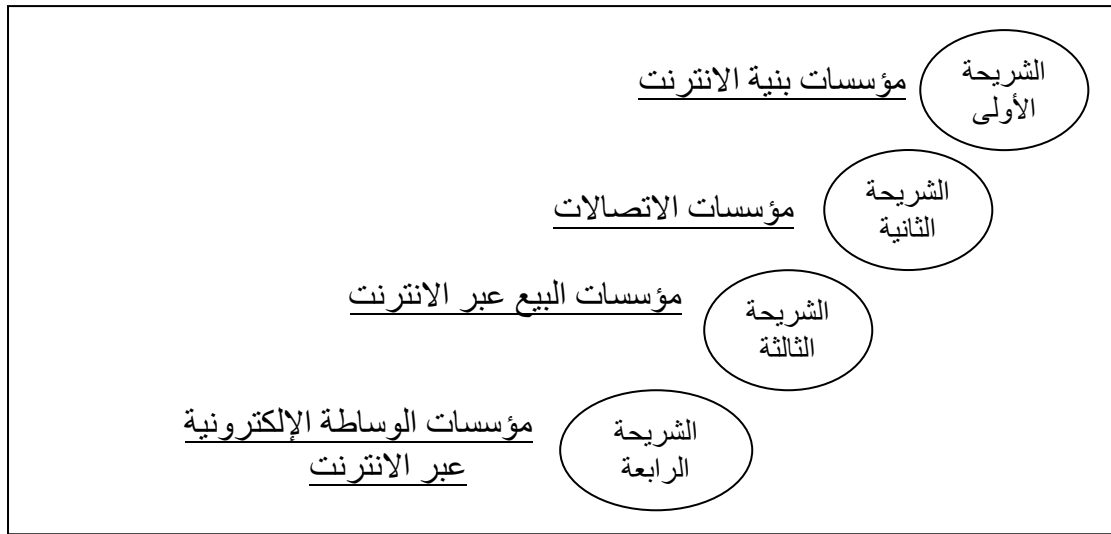 الشريحة
الأولى
مؤسسات بنية الانترنت
الشريحة
الثانية
مؤسسات الاتصالات
الشريحة
الثالثة
مؤسسات البيع عبر الانترنت
الشريحة
الرابعة
مؤسسات الوساطة الإلكترونية
عبر الانترنت